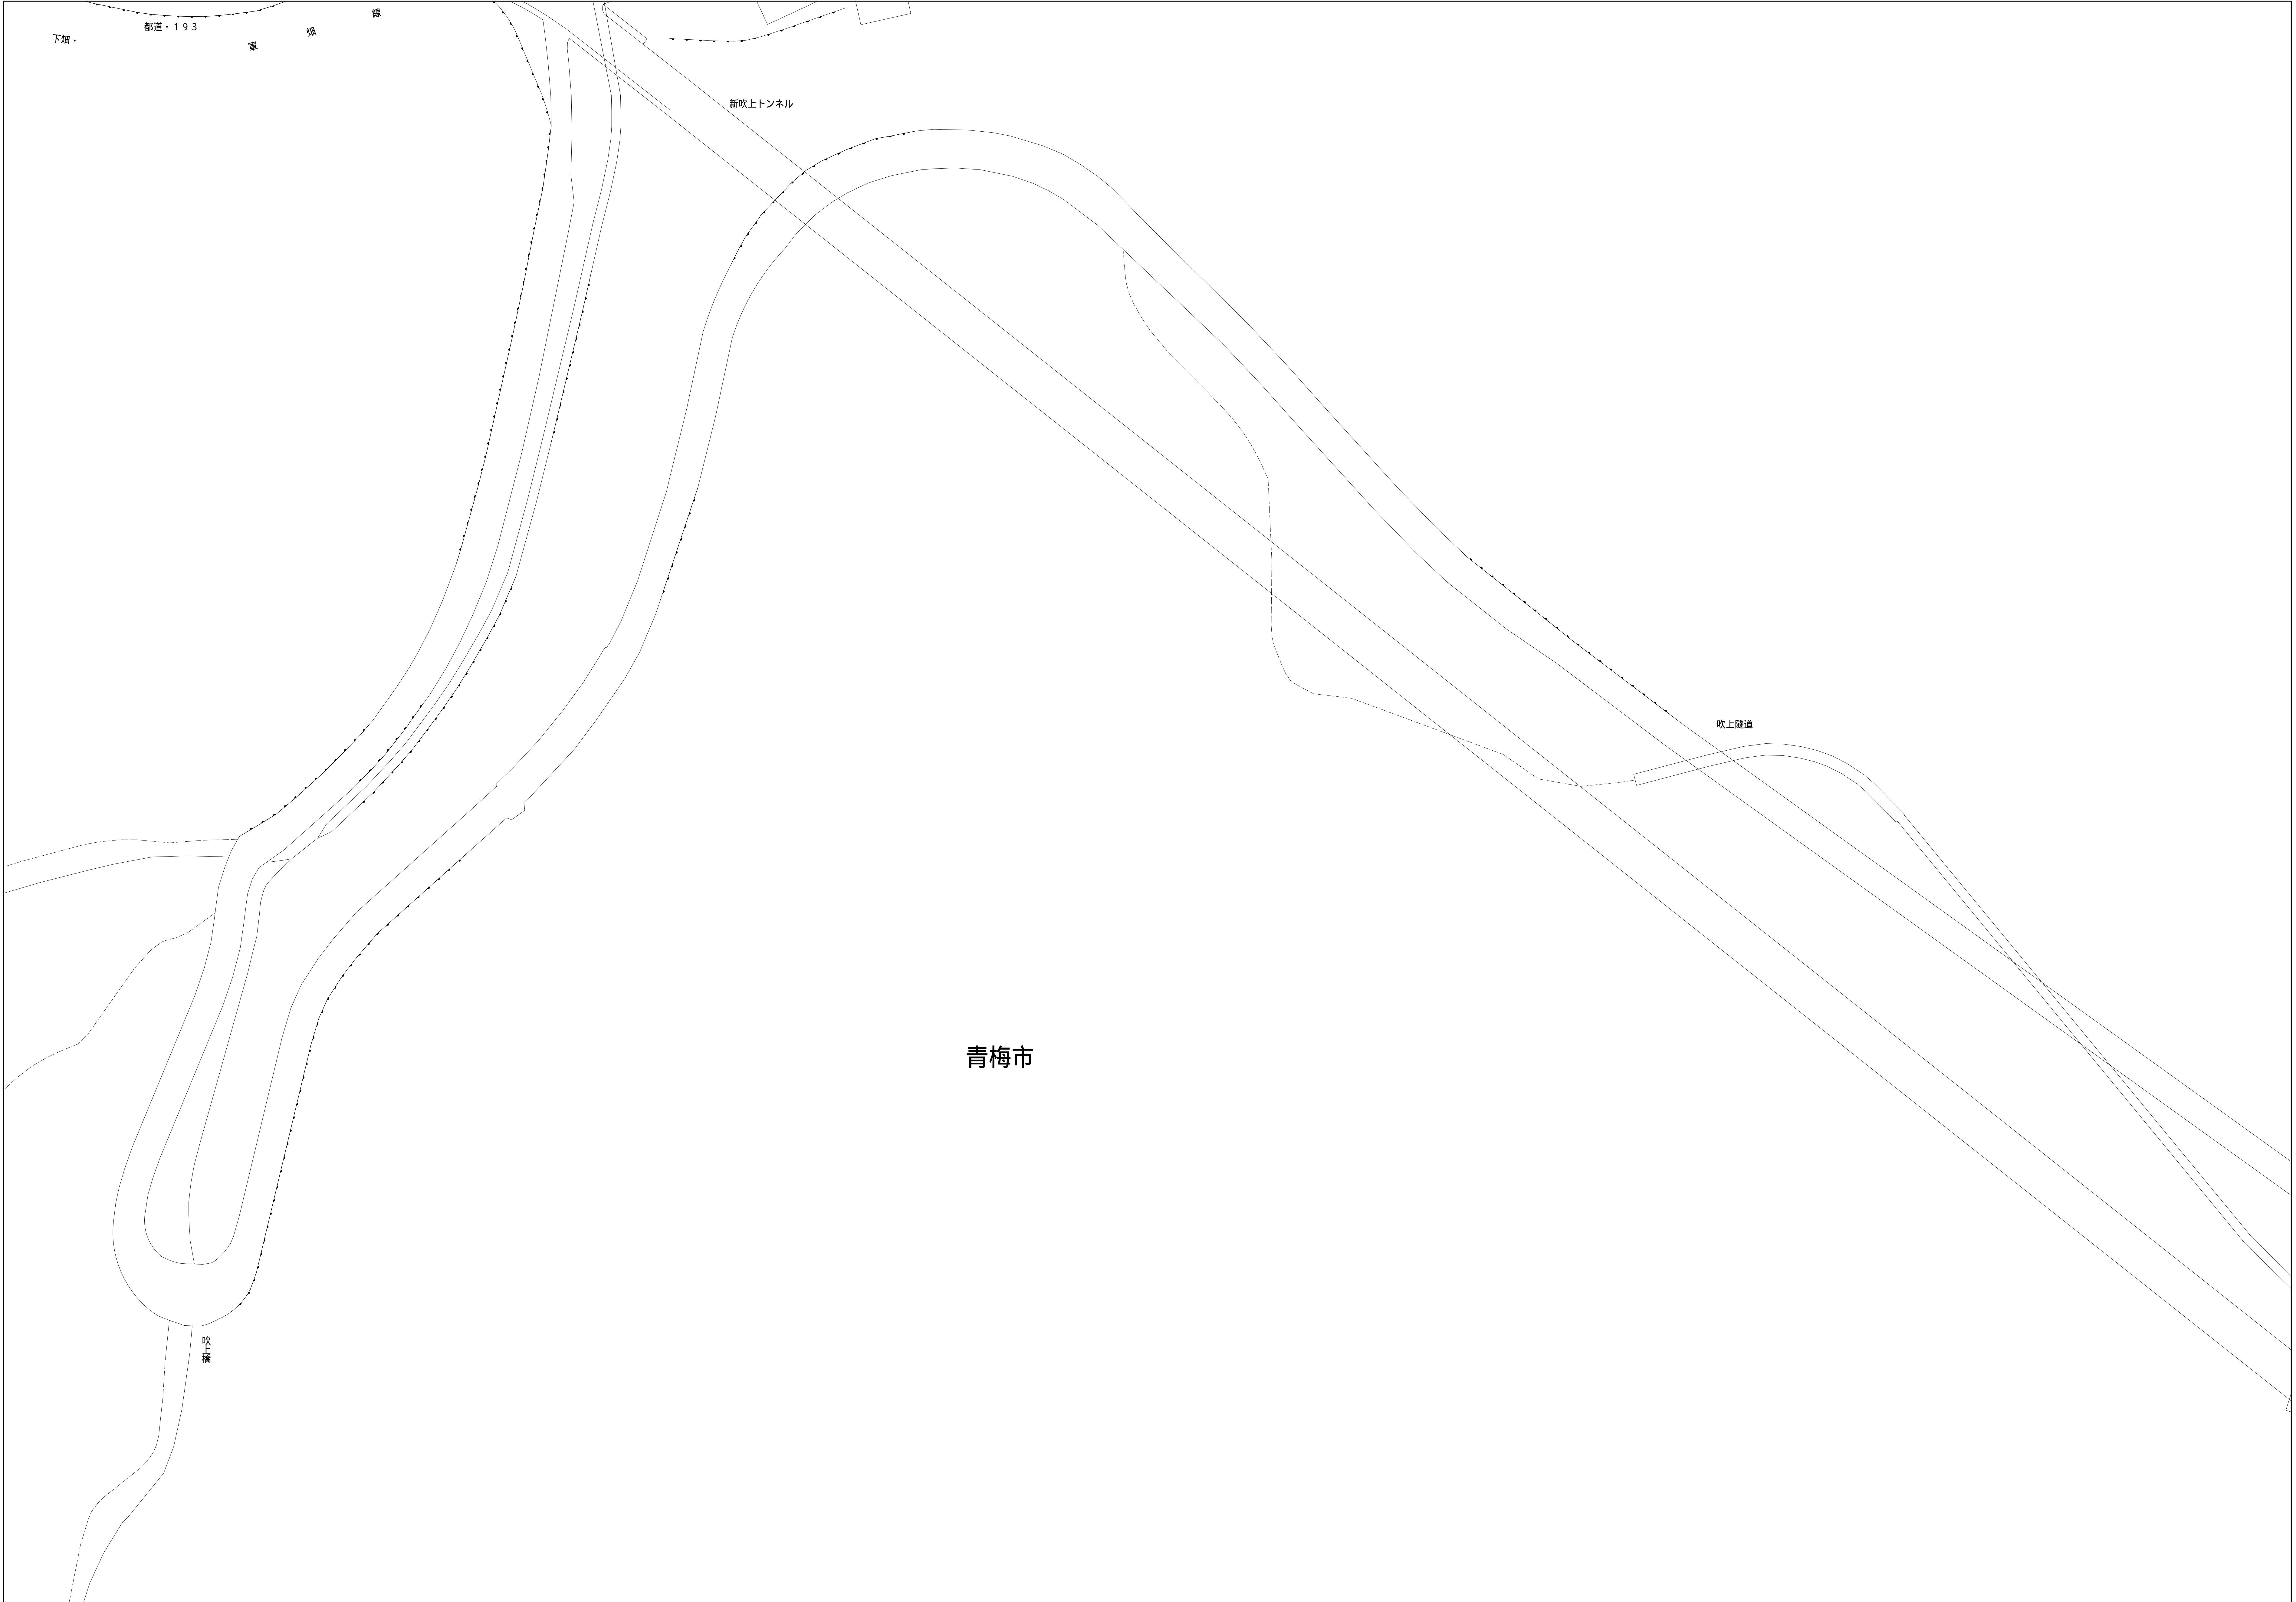 下畑・
都道・１９３
軍
畑
線
新吹上トンネル
吹上隧道
青梅市
吹上橋